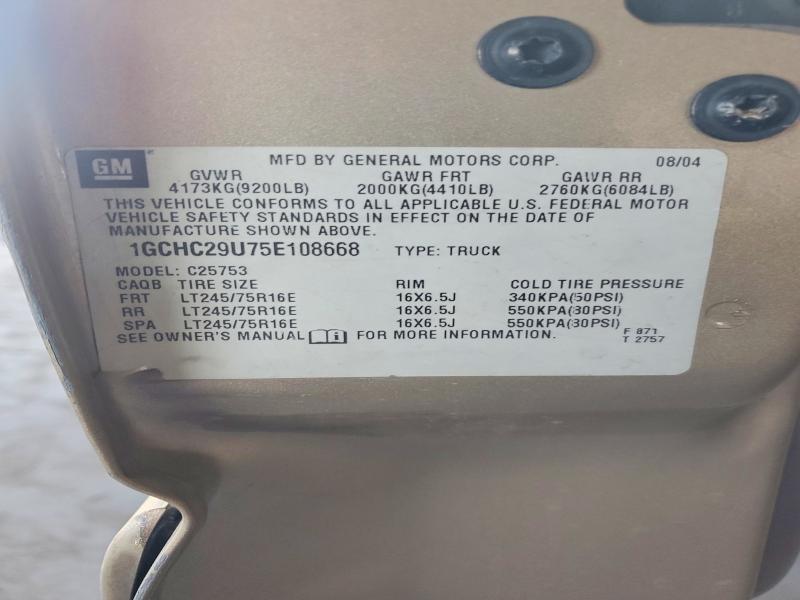 GM
MFD BY GENERAL MOTORS CORP. 08/04
GVWR GAWR FRT GAWR RR
4173KG(9200LB) 2000KG(4410LB) 2760KG(6084LB)
THIS VEHICLE CONFORMS TO ALL APPLICABLE U.S. FEDERAL MOTOR
VEHICLE SAFETY STANDARDS IN EFFECT ON THE DATE OF
MANUFACTURE SHOWN ABOVE.
1GCHC29U75E108668 TYPE: TRUCK
MODEL: C25753
CAQB TIRE SIZE RIM COLD TIRE PRESSURE
FRT LT245/75R16E 16X6.5J 340KPA(50PSI)
RR LT245/75R16E 16X6.5J 550KPA(80PSI)
SPA LT245/75R16E 16X6.5J 550KPA(80PSI)
SEE OWNER'S MANUAL FOR MORE INFORMATION.
F 871
T 2757